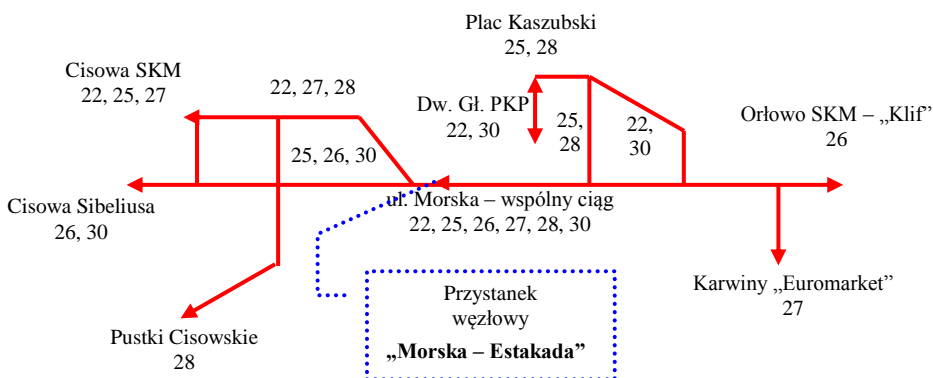 Plac Kaszubski
25, 28
Cisowa SKM
22, 25, 27
22, 27, 28
Dw. Gł. PKP
22, 30
25,
28
22,
30
Orłowo SKM – „Klif”
26
25, 26, 30
Cisowa Sibeliusa
26, 30
ul. Morska – wspólny ciąg
22, 25, 26, 27, 28, 30
Karwiny „Euromarket”
27
Przystanek
węzłowy
„Morska – Estakada”
Pustki Cisowskie
28